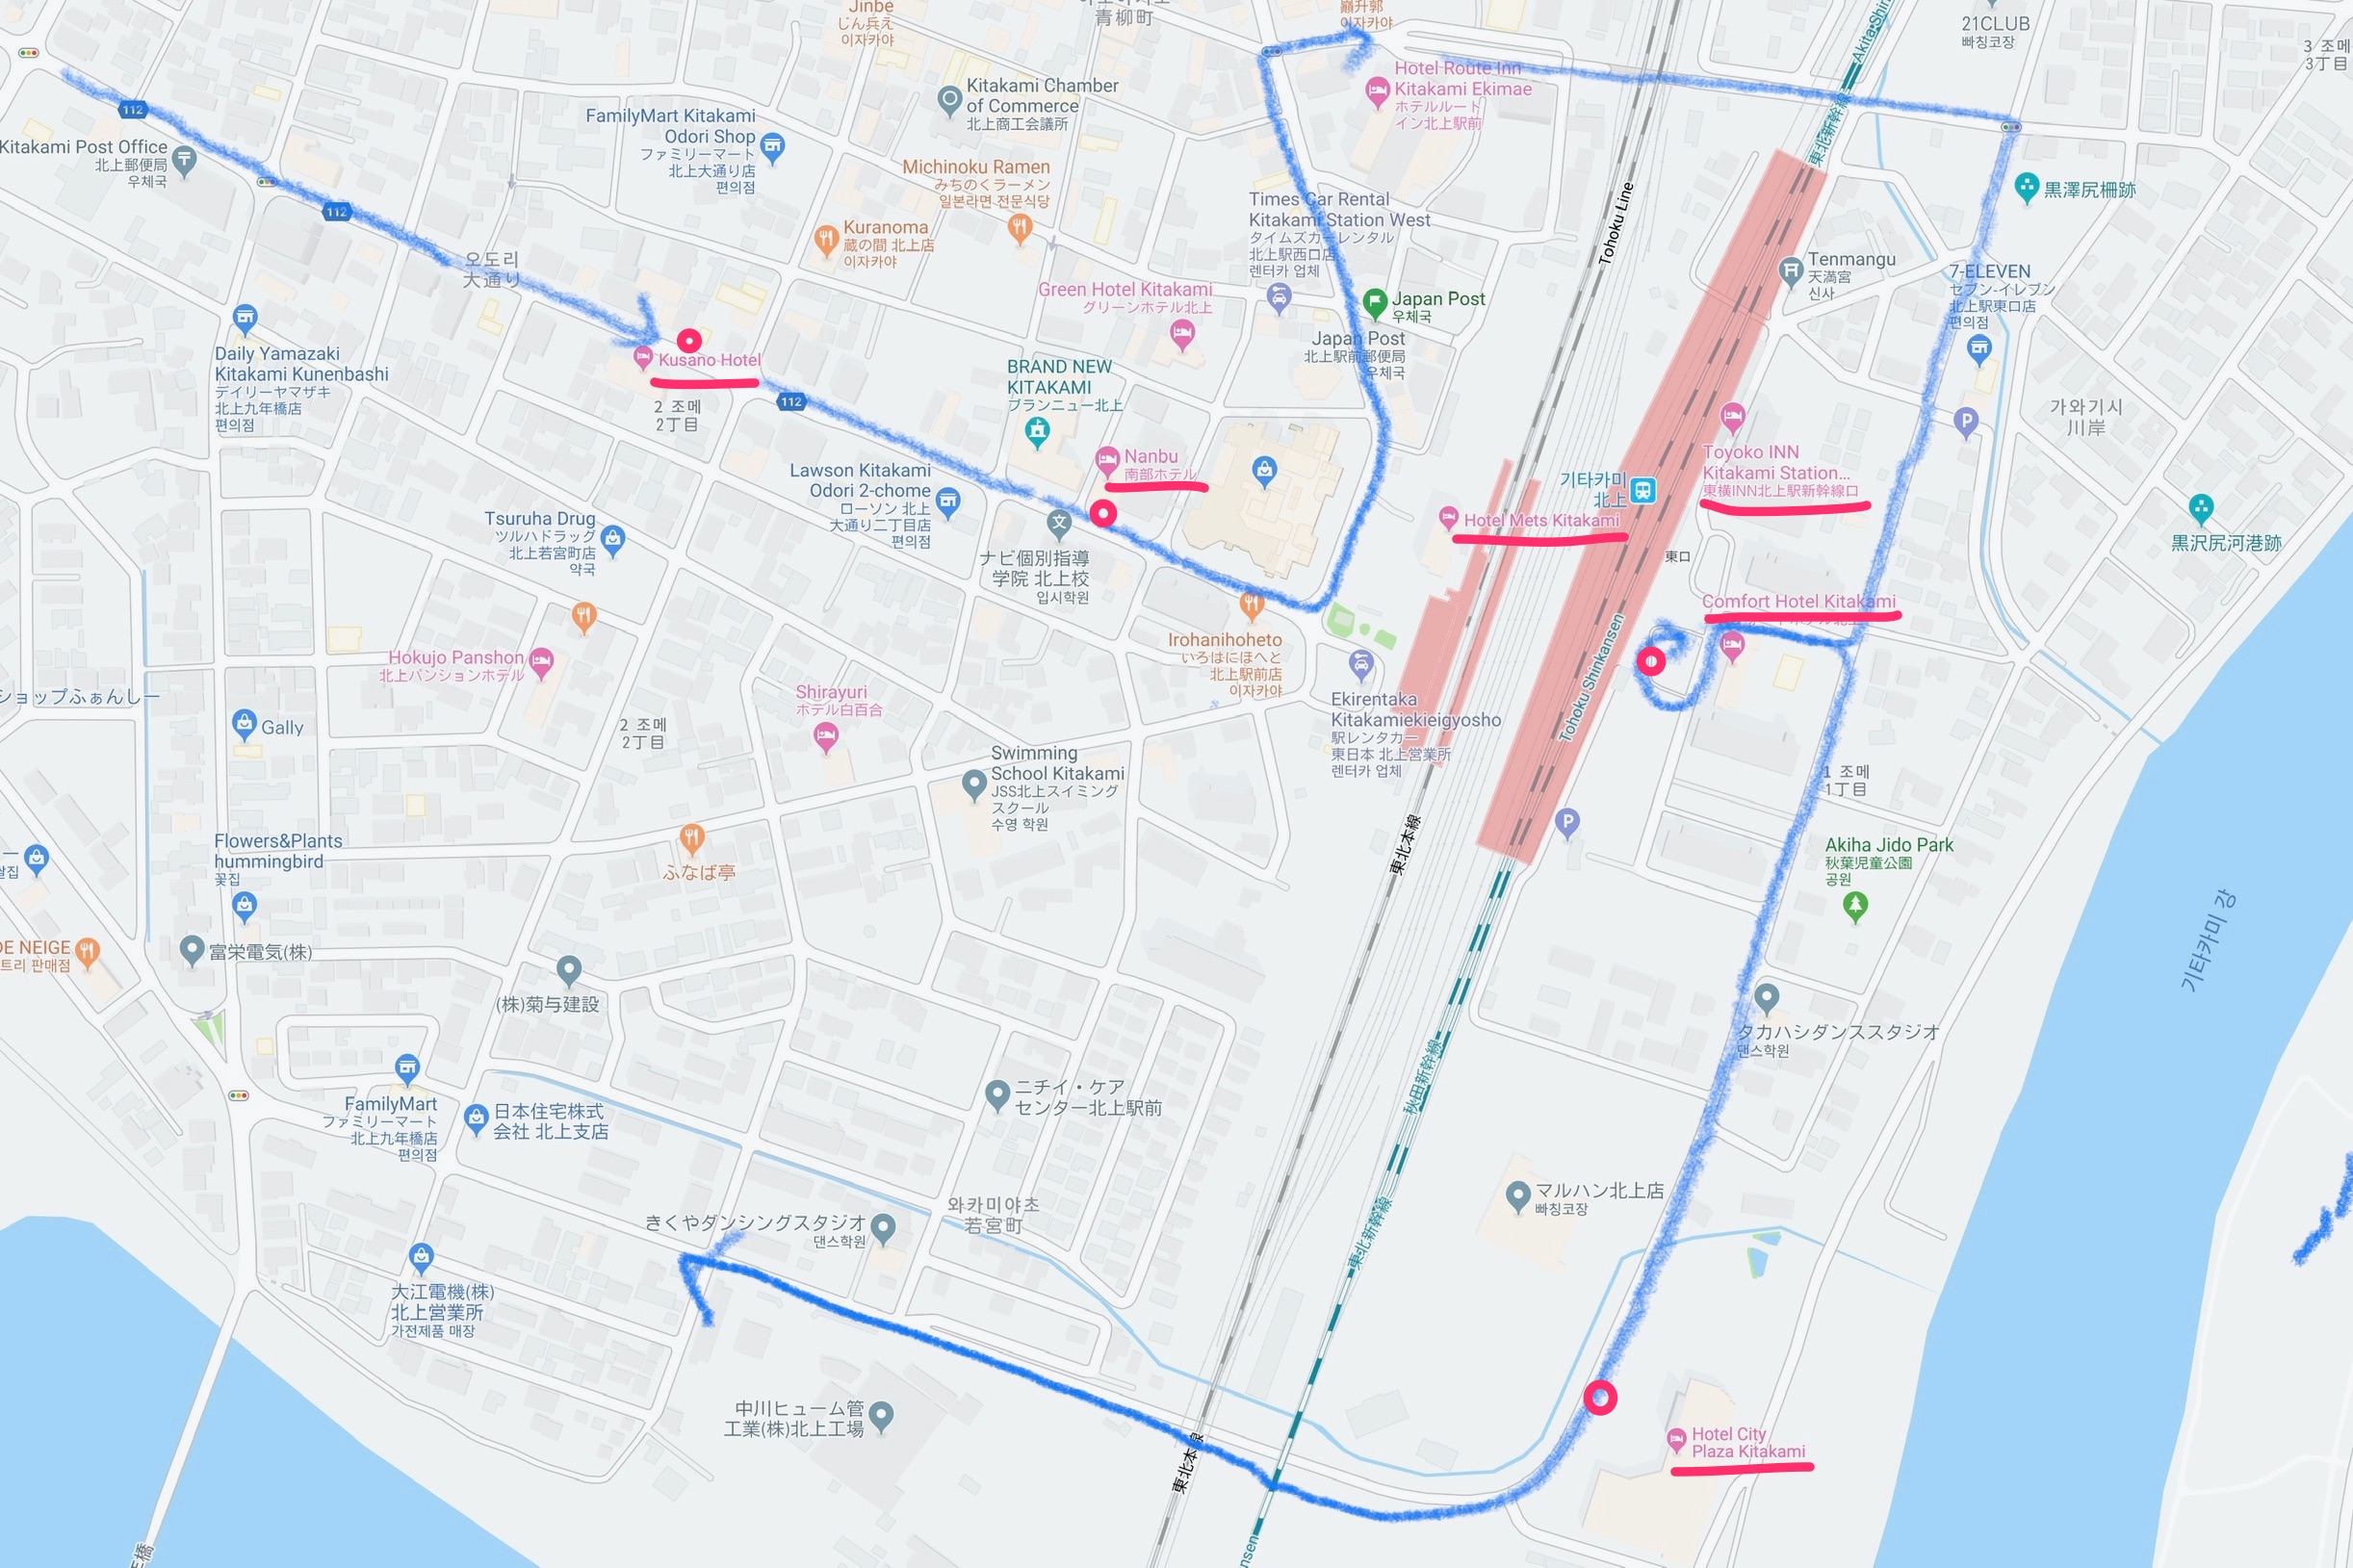 Jinbe
じん兵え
이자카야
青柳町
巓升郭
이자카야
Akita Shin
21CLUB
빠칭코장
3 조메
3丁目
112
Kitakami Post Office
北上郵便局
우체국
FamilyMart Kitakami
Odori Shop
ファミリーマート
北上大通り店
편의점
Kitakami Chamber
of Commerce
北上商工会議所
Michinoku Ramen
みちのくラーメン
일본라면 전문식당
Hotel Route Inn
Kitakami Ekimae
ホテルルート
イン北上駅前
東北新幹線
黒澤尻柵跡
112
Kuranoma
蔵の間 北上店
이자카야
Times Car Rental
Kitakami Station West
タイムズカーレンタル
北上駅西口店
렌터카 업체
Tohoku Line
Tenmangu
天満宮
신사
7-ELEVEN
セブン-イレブン
北上駅東口店
편의점
오도리
大通り
Green Hotel Kitakami
グリーンホテル北上
Japan Post
우체국
Japan Post
北上駅前郵便局
우체국
Daily Yamazaki
Kitakami Kunenbashi
デイリーヤマザキ
北上九年橋店
편의점
Kusano Hotel
2 조메
2丁目
112
BRAND NEW
KITAKAMI
ブランニュー北上
가와기시
川岸
P
Nanbu
南部ホテル
Lawson Kitakami
Odori 2-chome
ローソン 北上
大通り二丁目店
편의점
기타카미
北上
Toyoko INN
Kitakami Station...
東横INN北上駅新幹線口
Hotel Mets Kitakami
東口
黒沢尻河港跡
Tsuruha Drug
ツルハドラッグ
北上若宮町店
약국
ナビ個別指導
学院 北上校
입시학원
Comfort Hotel Kitakami
Irohanihoheto
いろはにほへと
北上駅前店
이자카야
Hokujo Panshon
北上パンションホテル
ショップふぁんしー
Gally
2 조메
2丁目
Shirayuri
ホテル白百合
Ekirentaka
Kitakamiekieigyosho
駅レンタカー
東日本 北上営業所
렌터카 업체
Tohoku Shinkansen
Swimming
School Kitakami
JSS北上スイミング
スクール
수영 학원
1 조메
1丁目
P
東北本線
Flowers&Plants
hummingbird
꽃집
ふなば亭
Akiha Jido Park
秋葉児童公園
공원
기타카미 강
DE NEIGE
트리 판매점
富栄電気(株)
(株)菊与建設
タカハシダンススタジオ
댄스학원
秋田新幹線
FamilyMart
ファミリーマート
北上九年橋店
편의점
日本住宅株式
会社 北上支店
ニチイ・ケア
センター北上駅前
와카미야초
若宮町
きくやダンシングスタジオ
댄스학원
マルハン北上店
빠칭코장
東北新幹線
大江電機(株)
北上営業所
가전제품 매장
中川ヒューム管
工業(株)北上工場
東北本線
Hotel City
Plaza Kitakami